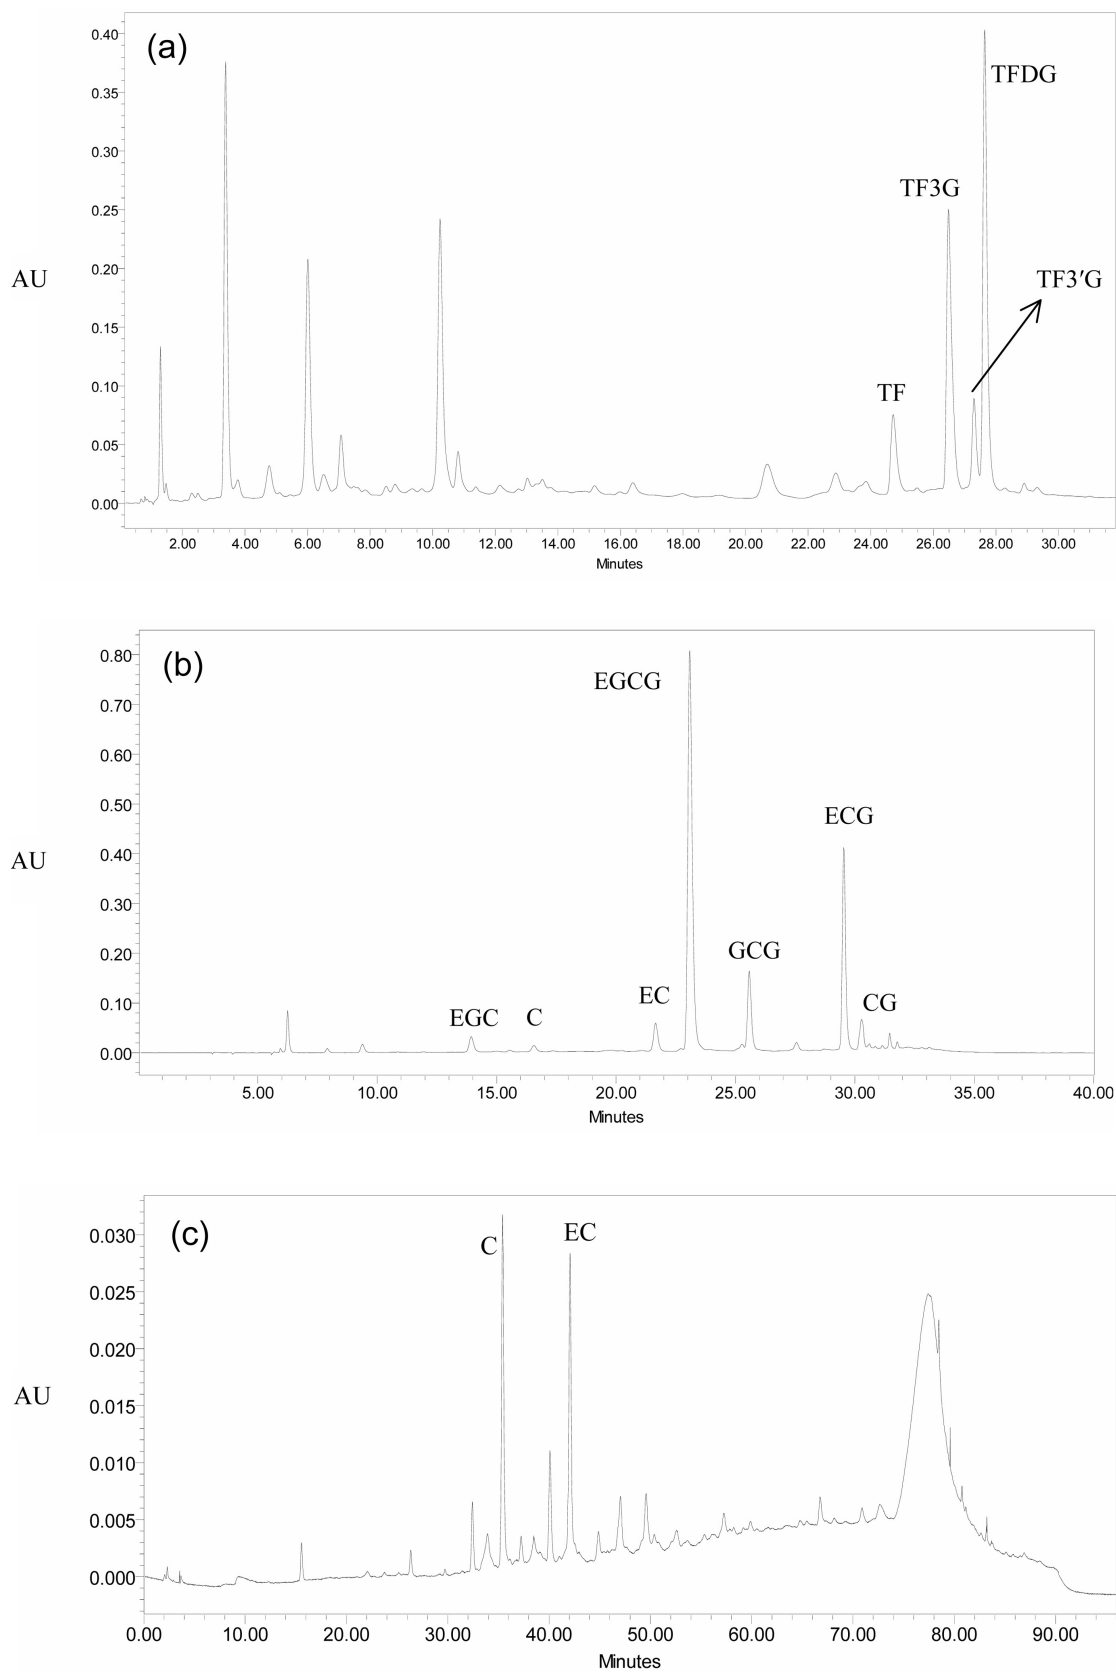 (a)
0.40
0.35
0.30
0.25
0.20
0.15
0.10
0.05
0.00
AU
TFDG
TF3G
TF3′G
TF
2.00 4.00 6.00 8.00 10.00 12.00 14.00 16.00 18.00 20.00 22.00 24.00 26.00 28.00 30.00
Minutes
(b)
0.80
0.70
0.60
0.50
0.40
0.30
0.20
0.10
0.00
AU
EGCG
ECG
GCG
EC
CG
EGC
C
5.00 10.00 15.00 20.00 25.00 30.00 35.00 40.00
Minutes
(c)
0.030
0.025
0.020
0.015
0.010
0.005
0.000
AU
C
EC
0.00 10.00 20.00 30.00 40.00 50.00 60.00 70.00 80.00 90.00
Minutes